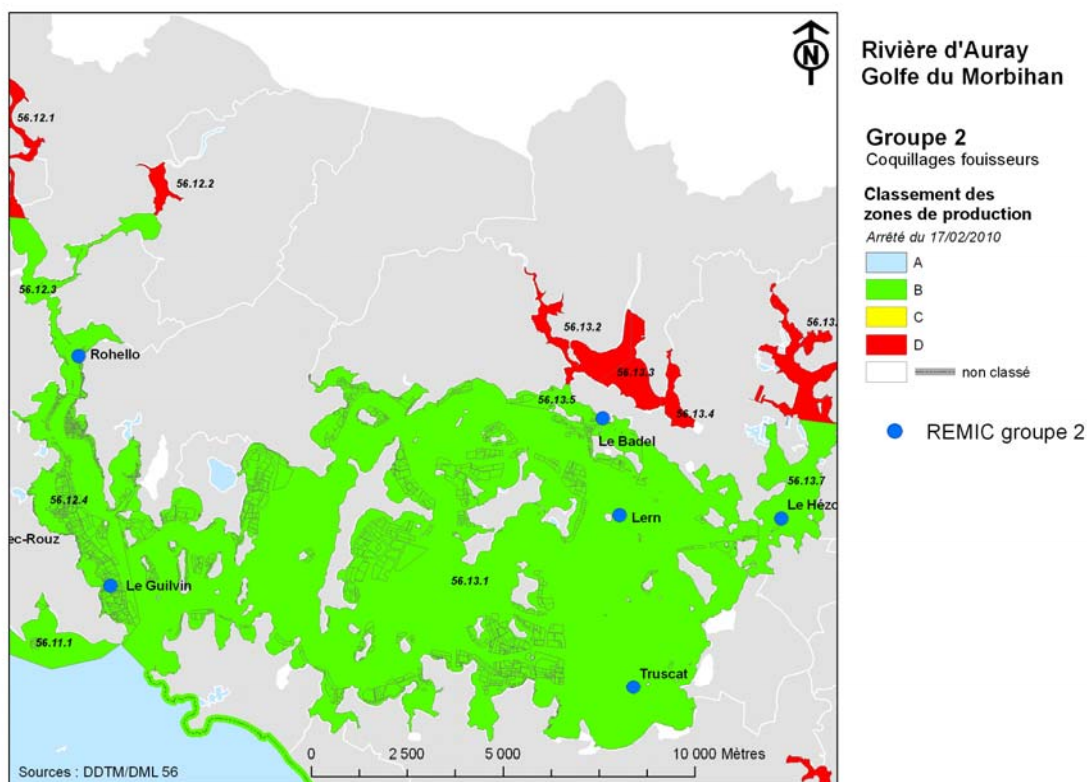 56.12.1
56.12.2
56.12.3
Rohello
56.12.4
ec-Rouz
Le Guilvin
56.11.1
56.13.2
56.13.3
56.13.4
56.13.5
56.13.
Le Badel
56.13.7
Le Hézo
Lern
56.13.1
Truscat
N
0 2 500 5 000 10 000 Mètres
Sources : DDTM/DML 56
Rivière d'Auray
Golfe du Morbihan
Groupe 2
Coquillages fouisseurs
Classement des
zones de production
Arrêté du 17/02/2010
A
B
C
D
non classé
REMIC groupe 2